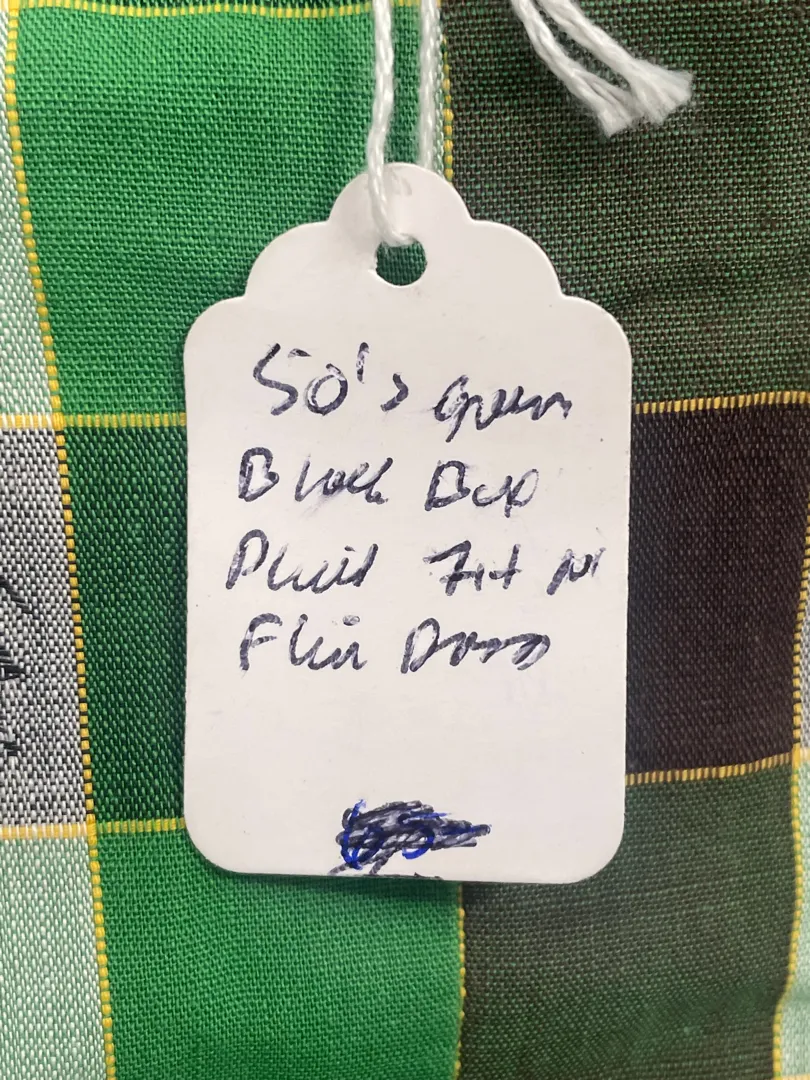 50's Green
Black
Plaid Fit N
Flair Dress